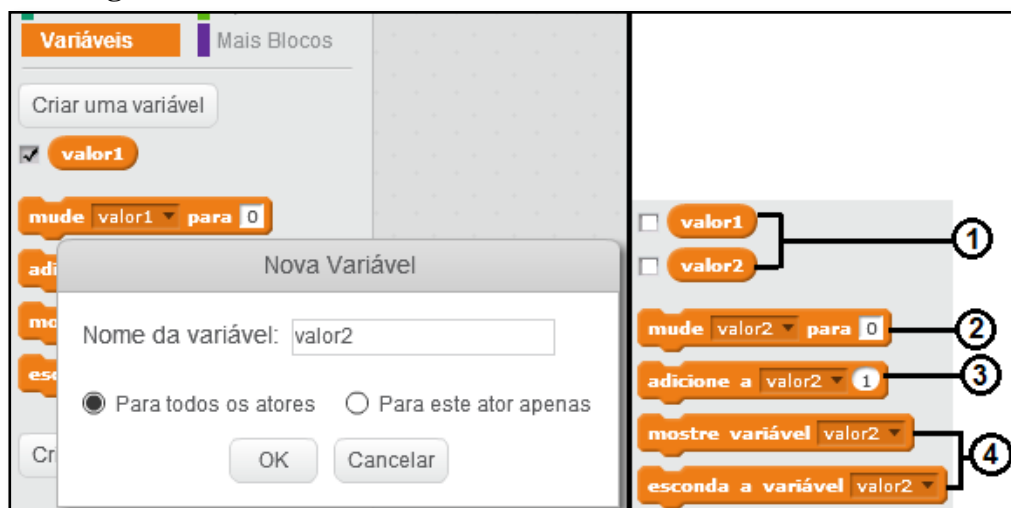 Variáveis
Mais Blocos
Criar uma variável
valor1
mude valor1 para 0
Nova Variável
Nome da variável: valor2
Para todos os atores
Para este ator apenas
OK
Cancelar
valor1
valor2
1
mude valor2 para 0
2
adicione a valor2 1
3
mostre variável valor2
esconda a variável valor2
4